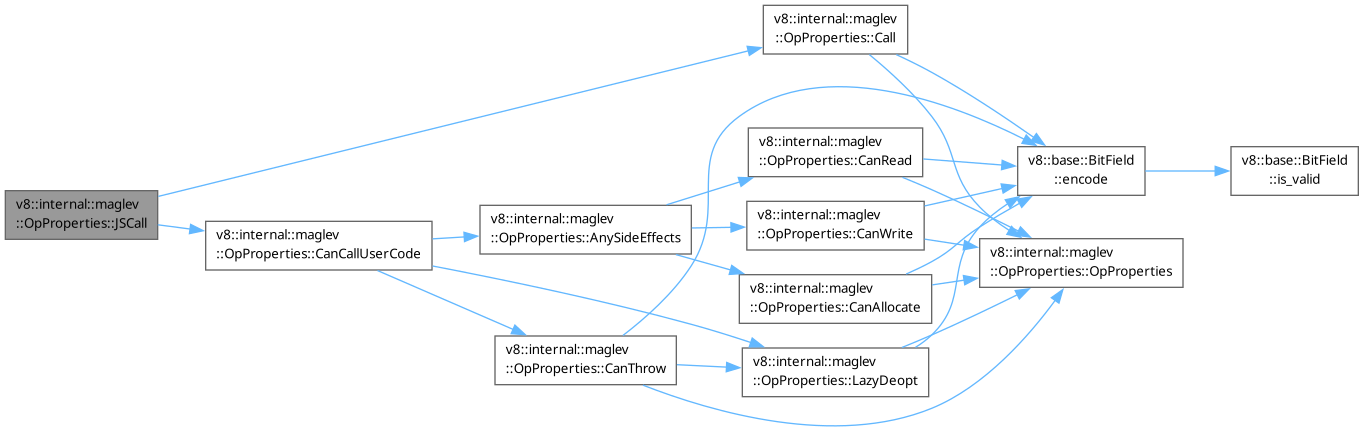 v8::internal::maglev
::OpProperties::JSCall
v8::internal::maglev
::OpProperties::CanCallUserCode
v8::internal::maglev
::OpProperties::AnySideEffects
v8::internal::maglev
::OpProperties::CanThrow
v8::internal::maglev
::OpProperties::Call
v8::internal::maglev
::OpProperties::CanRead
v8::internal::maglev
::OpProperties::CanWrite
v8::internal::maglev
::OpProperties::CanAllocate
v8::internal::maglev
::OpProperties::LazyDeopt
v8::base::BitField
::encode
v8::internal::maglev
::OpProperties::OpProperties
v8::base::BitField
::is_valid